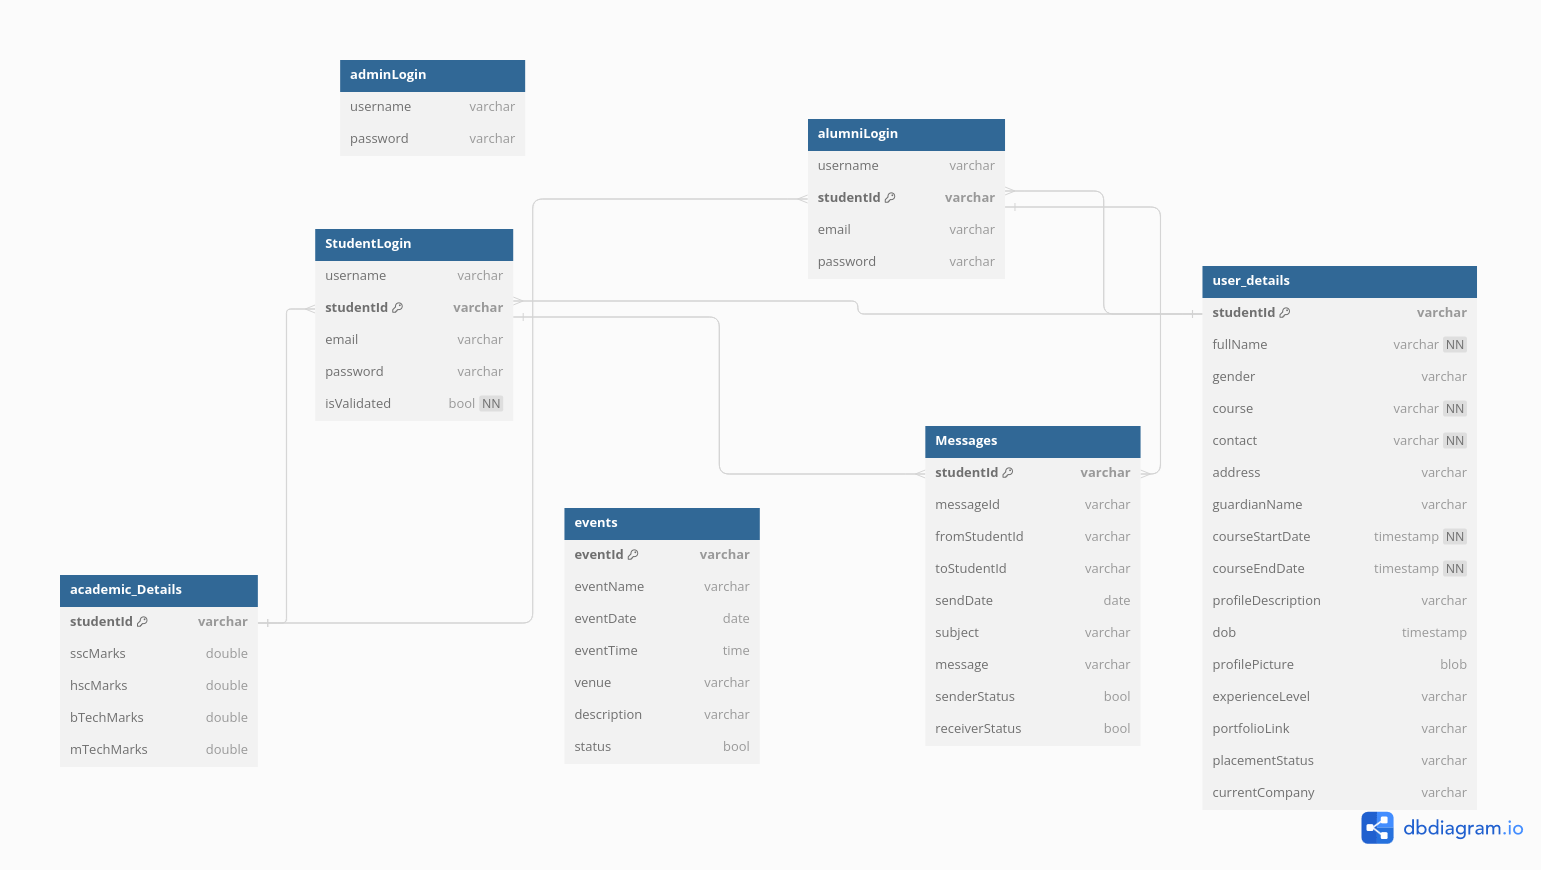 adminLogin
username varchar
password varchar
alumniLogin
username varchar
studentId varchar
email varchar
password varchar
StudentLogin
username varchar
studentId varchar
email varchar
password varchar
isValidated bool NN
user_details
studentId varchar
fullName varchar NN
gender varchar
course varchar NN
contact varchar NN
address varchar
guardianName varchar
courseStartDate timestamp NN
courseEndDate timestamp NN
profileDescription varchar
dob timestamp
profilePicture blob
experienceLevel varchar
portfolioLink varchar
placementStatus varchar
currentCompany varchar
Messages
studentId varchar
messageId varchar
fromStudentId varchar
toStudentId varchar
sendDate date
subject varchar
message varchar
senderStatus bool
receiverStatus bool
events
eventId varchar
eventName varchar
eventDate date
eventTime time
venue varchar
description varchar
status bool
academic_Details
studentId varchar
sscMarks double
hscMarks double
bTechMarks double
mTechMarks double
dbdiagram.io